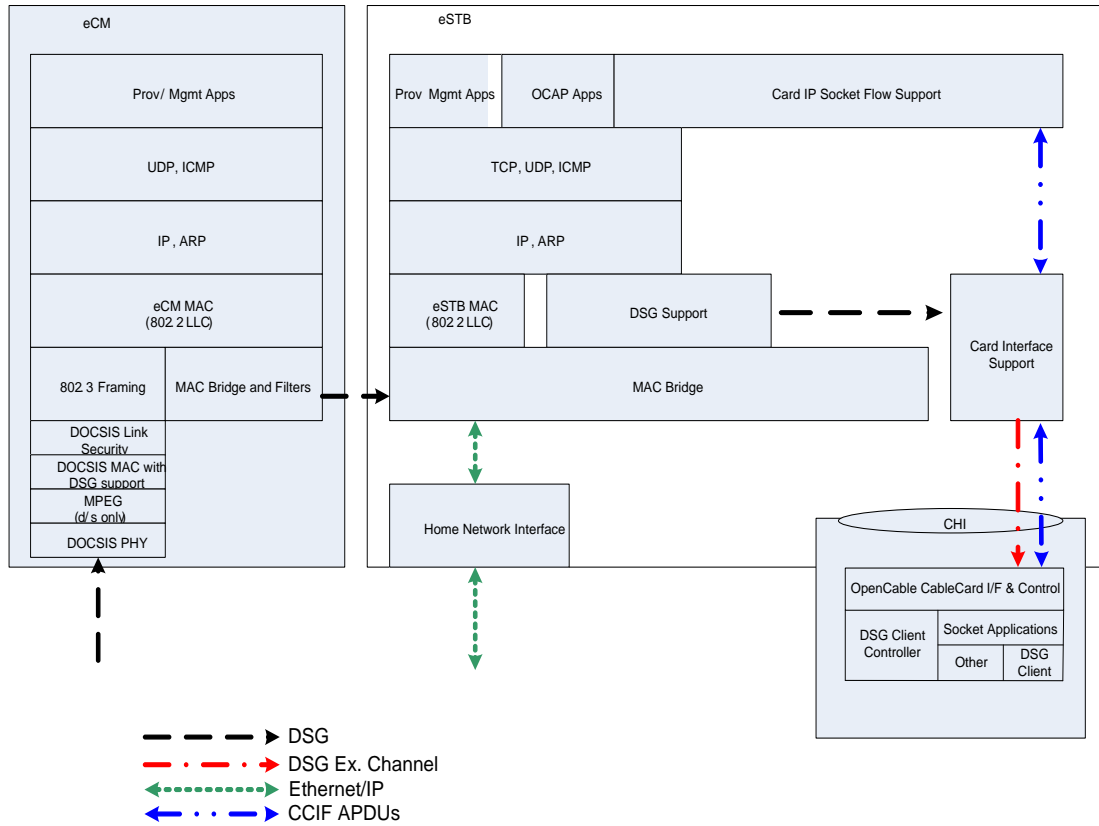 eCM
Prov/ Mgmt Apps
UDP, ICMP
IP, ARP
eCM MAC
(802.2 LLC)
802.3 Framing
MAC Bridge and Filters
DOCSIS Link
Security
DOCSIS MAC with
DSG support
MPEG
(d/s only)
DOCSIS PHY
eSTB
Prov Mgmt Apps
OCAP Apps
Card IP Socket Flow Support
TCP, UDP, ICMP
IP, ARP
eSTB MAC
(802.2 LLC)
DSG Support
Card Interface
Support
MAC Bridge
Home Network Interface
CHI
OpenCable CableCard I/F & Control
DSG Client
Controller
Socket Applications
Other
DSG
Client
DSG
DSG Ex. Channel
Ethernet/IP
CCIF APDUs